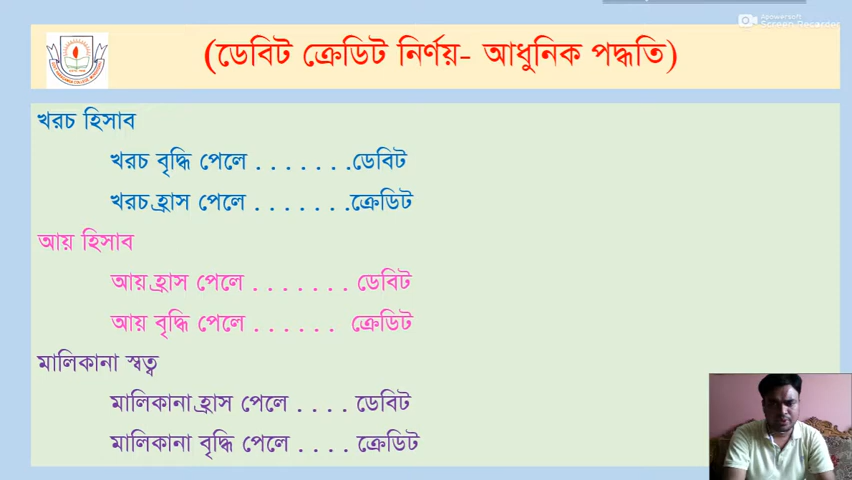 (ডেবিট ক্রেডিট নির্ণয়- আধুনিক পদ্ধতি)
খরচ হিসাব
খরচ বৃদ্ধি পেলে . . . . . . .ডেবিট
খরচ হ্রাস পেলে . . . . . . .ক্রেডিট
আয় হিসাব
আয় হ্রাস পেলে . . . . . . . ডেবিট
আয় বৃদ্ধি পেলে . . . . . . ক্রেডিট
মালিকানা স্বত্ব
মালিকানা হ্রাস পেলে . . . . ডেবিট
মালিকানা বৃদ্ধি পেলে . . . . ক্রেডিট
Apowersoft
Screen Recorder